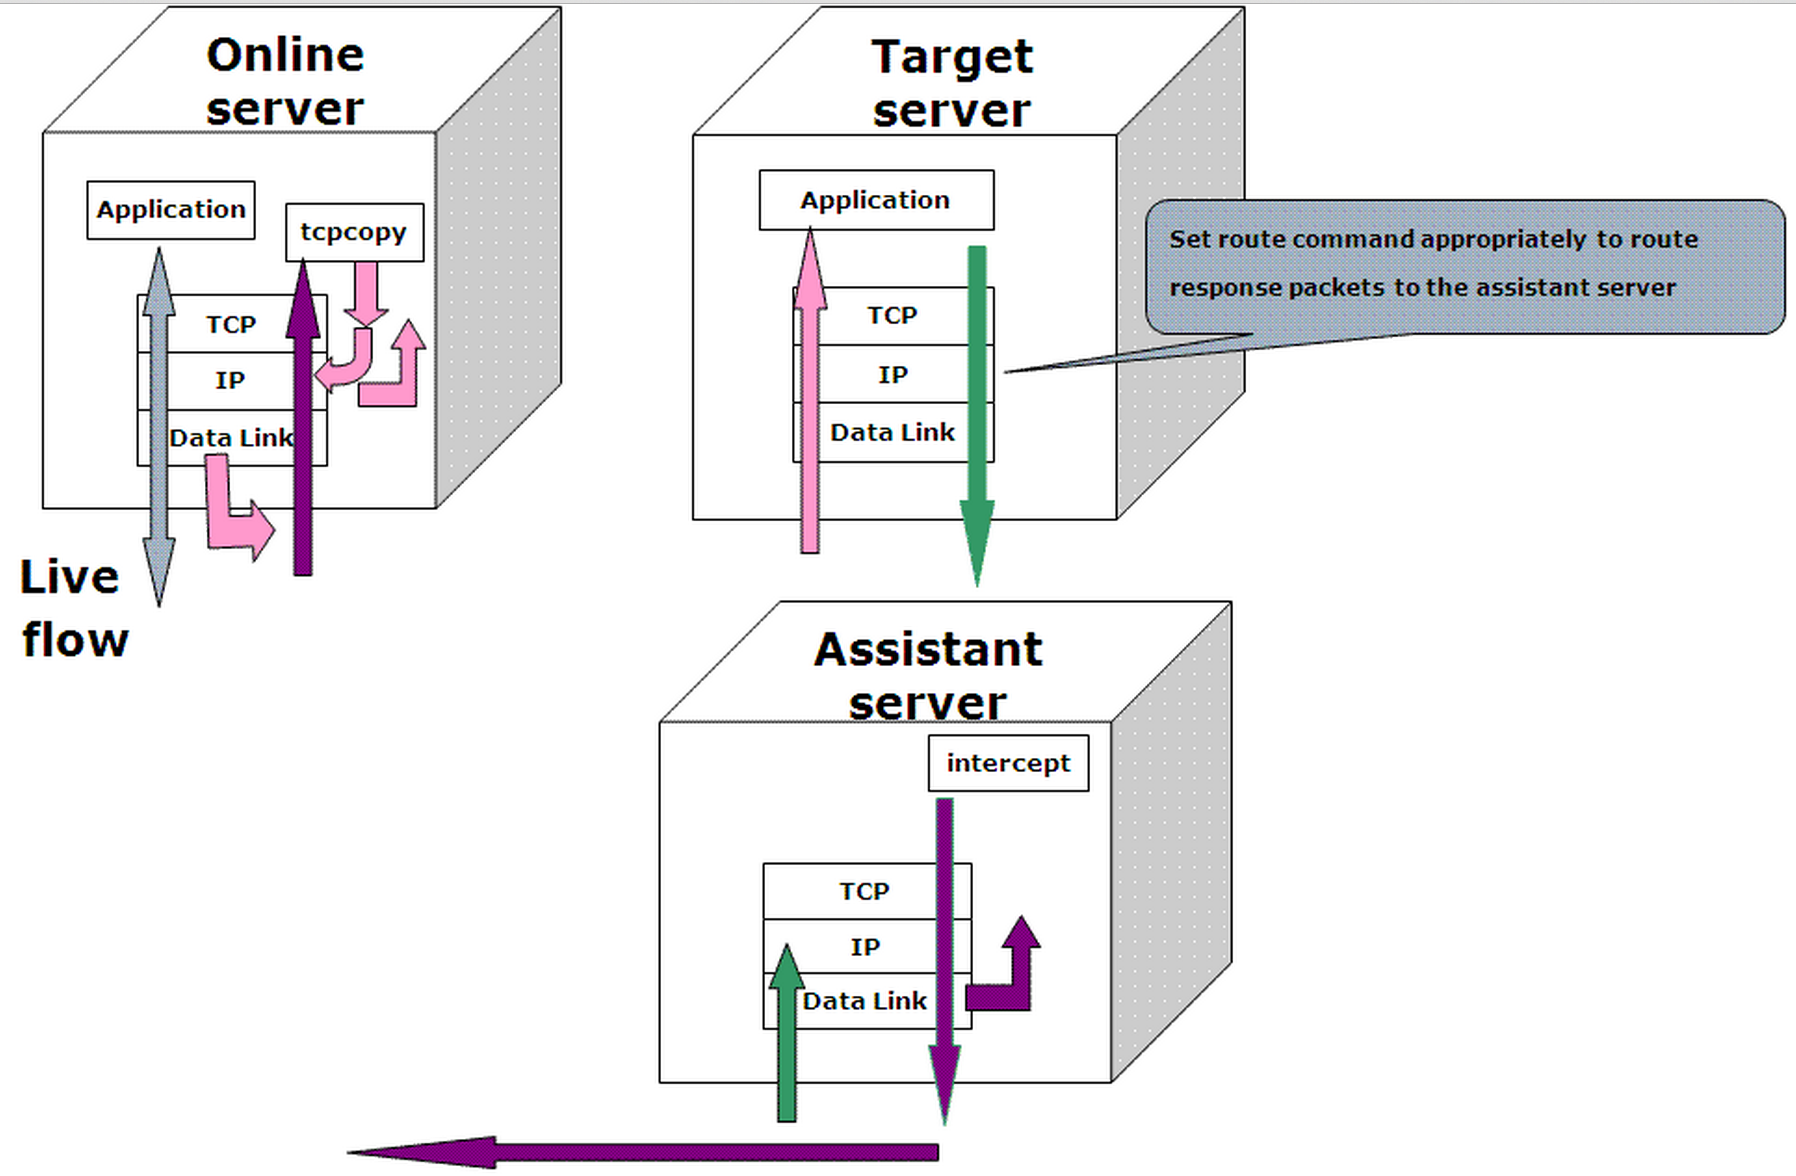 Online
server
Application
tcpcopy
TCP
IP
Data Link
Live
flow
Target
server
Application
TCP
IP
Data Link
Set route command appropriately to route
response packets to the assistant server
Assistant
server
intercept
TCP
IP
Data Link